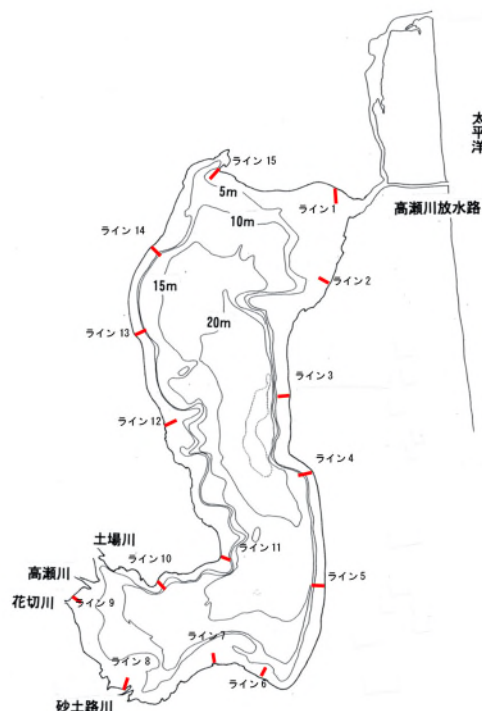 太平洋
ライン 15
5m
ライン 1
高瀬川放水路
10m
ライン 14
ライン 2
15m
20m
ライン 13
ライン 3
ライン 12
ライン 4
土場川
ライン 11
高瀬川
ライン 10
ライン 5
花切川
ライン 9
ライン 7
ライン 8
ライン 6
砂土路川